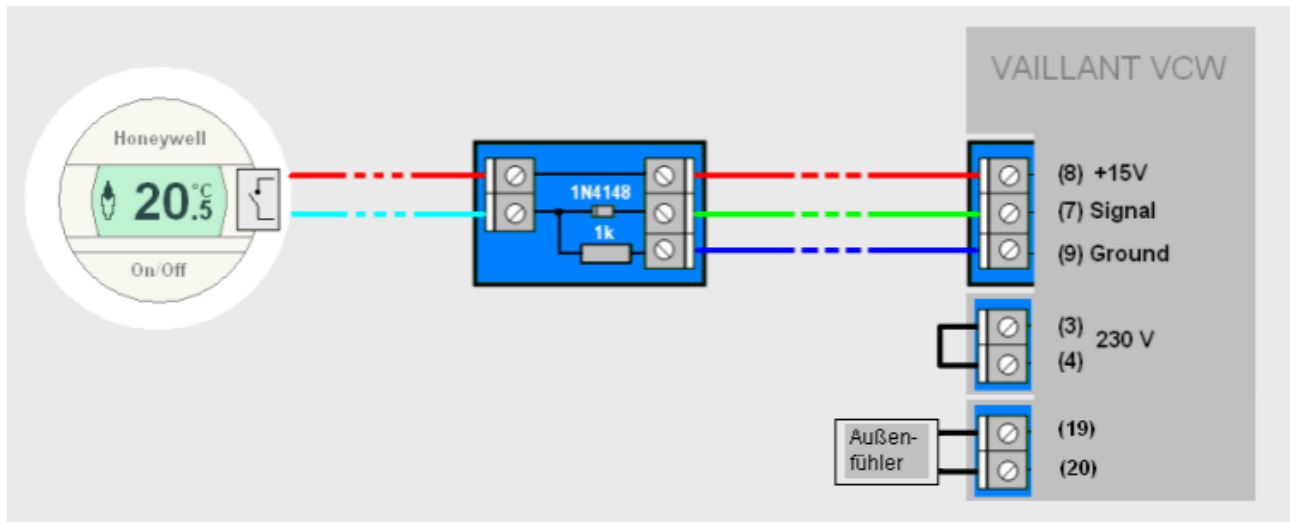 VAILLANT VCW
Honeywell
20.5 °C
On/Off
1N4148
1k
(8) +15V
(7) Signal
(9) Ground
(3)
230 V
(4)
Außen-
fühler
(19)
(20)